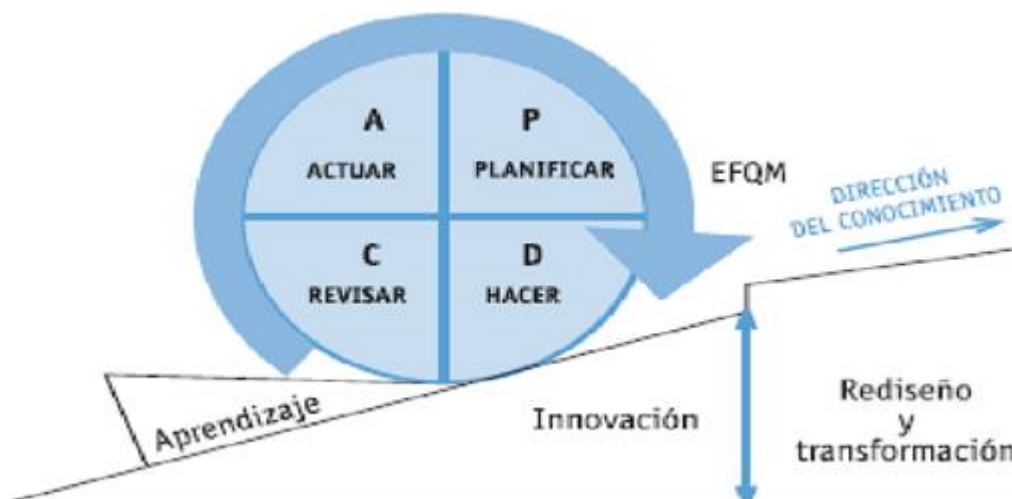 A
P
ACTUAR
PLANIFICAR
EFQM
DIRECCIÓN
DEL CONOCIMIENTO
C
D
REVISAR
HACER
Aprendizaje
Innovación
Rediseño
y
transformación